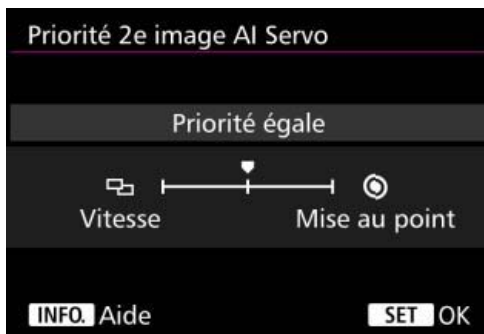 Priorité 2e image AI Servo
Priorité égale
Vitesse Mise au point
INFO. Aide SET OK